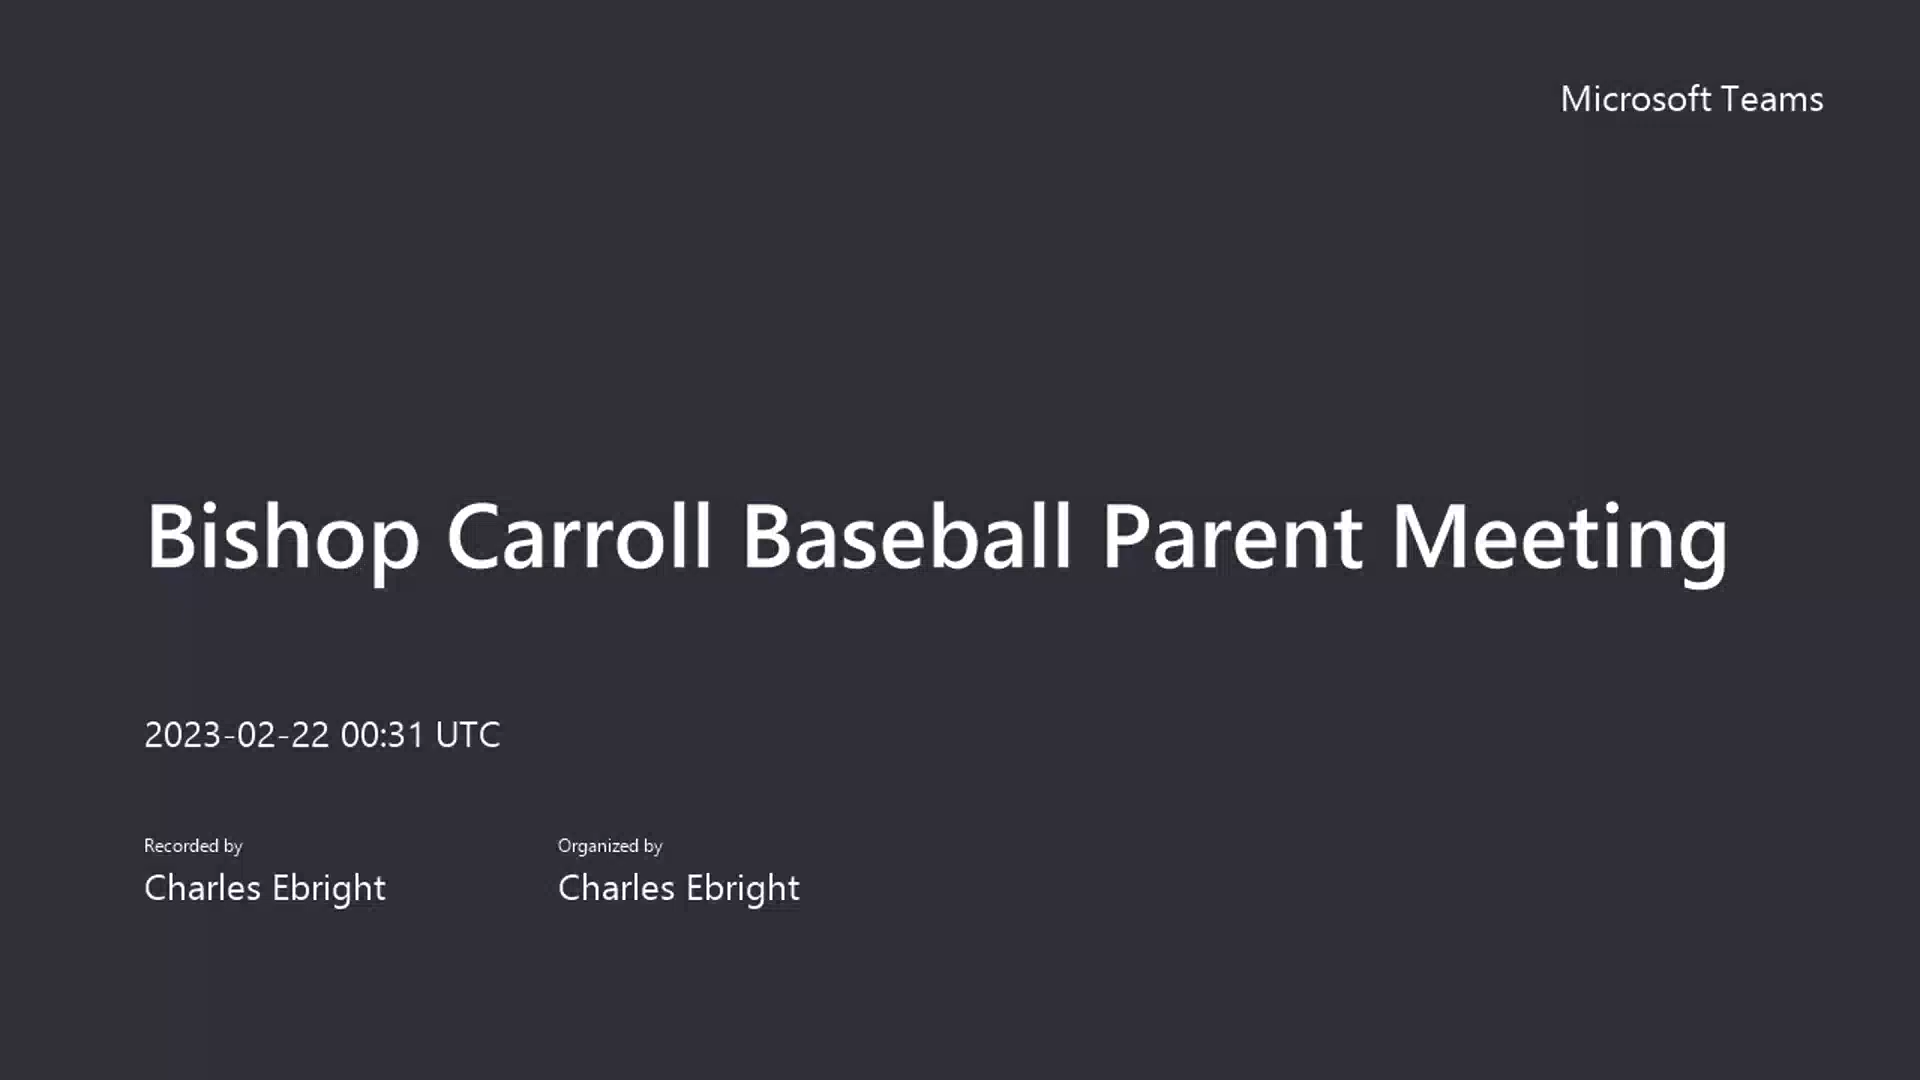 Microsoft Teams
Bishop Carroll Baseball Parent Meeting
2023-02-22 00:31 UTC
Recorded by
Charles Ebright
Organized by
Charles Ebright